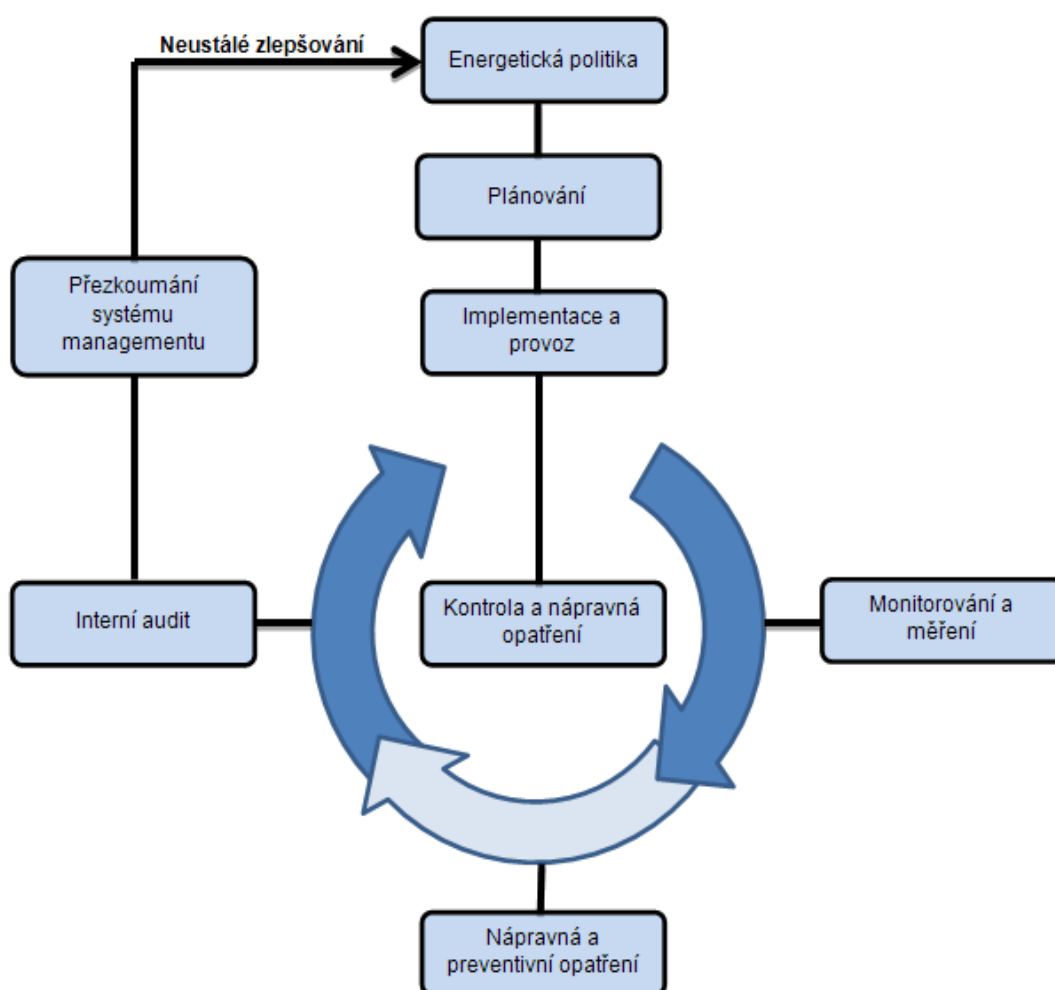 Neustálé zlepšování
Energetická politika
Plánování
Přezkoumání
systému
managementu
Implementace a
provoz
Interní audit
Kontrola a nápravná
opatření
Monitorování a
měření
Nápravná a
preventivní opatření